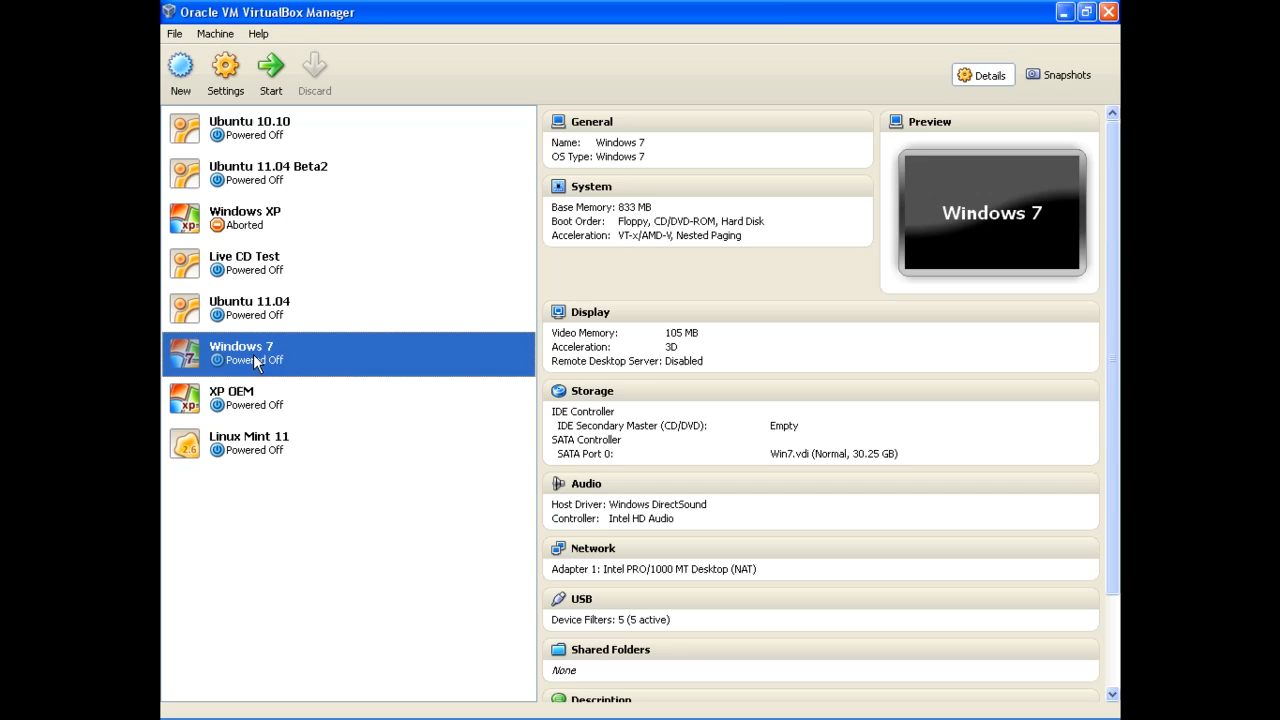 Oracle VM VirtualBox Manager
File Machine Help
New Settings Start Discard
Details Snapshots
Ubuntu 10.10
Powered Off
Ubuntu 11.04 Beta2
Powered Off
xp
Windows XP
Aborted
Live CD Test
Powered Off
Ubuntu 11.04
Powered Off
7
Windows 7
Powered Off
xp
XP OEM
Powered Off
2.6
Linux Mint 11
Powered Off
General
Name: Windows 7
OS Type: Windows 7
System
Base Memory: 833 MB
Boot Order: Floppy, CD/DVD-ROM, Hard Disk
Acceleration: VT-x/AMD-V, Nested Paging
Preview
Windows 7
Display
Video Memory: 105 MB
Acceleration: 3D
Remote Desktop Server: Disabled
Storage
IDE Controller
IDE Secondary Master (CD/DVD): Empty
SATA Controller
SATA Port 0: Win7.vdi (Normal, 30.25 GB)
Audio
Host Driver: Windows DirectSound
Controller: Intel HD Audio
Network
Adapter 1: Intel PRO/1000 MT Desktop (NAT)
USB
Device Filters: 5 (5 active)
Shared Folders
None
Description